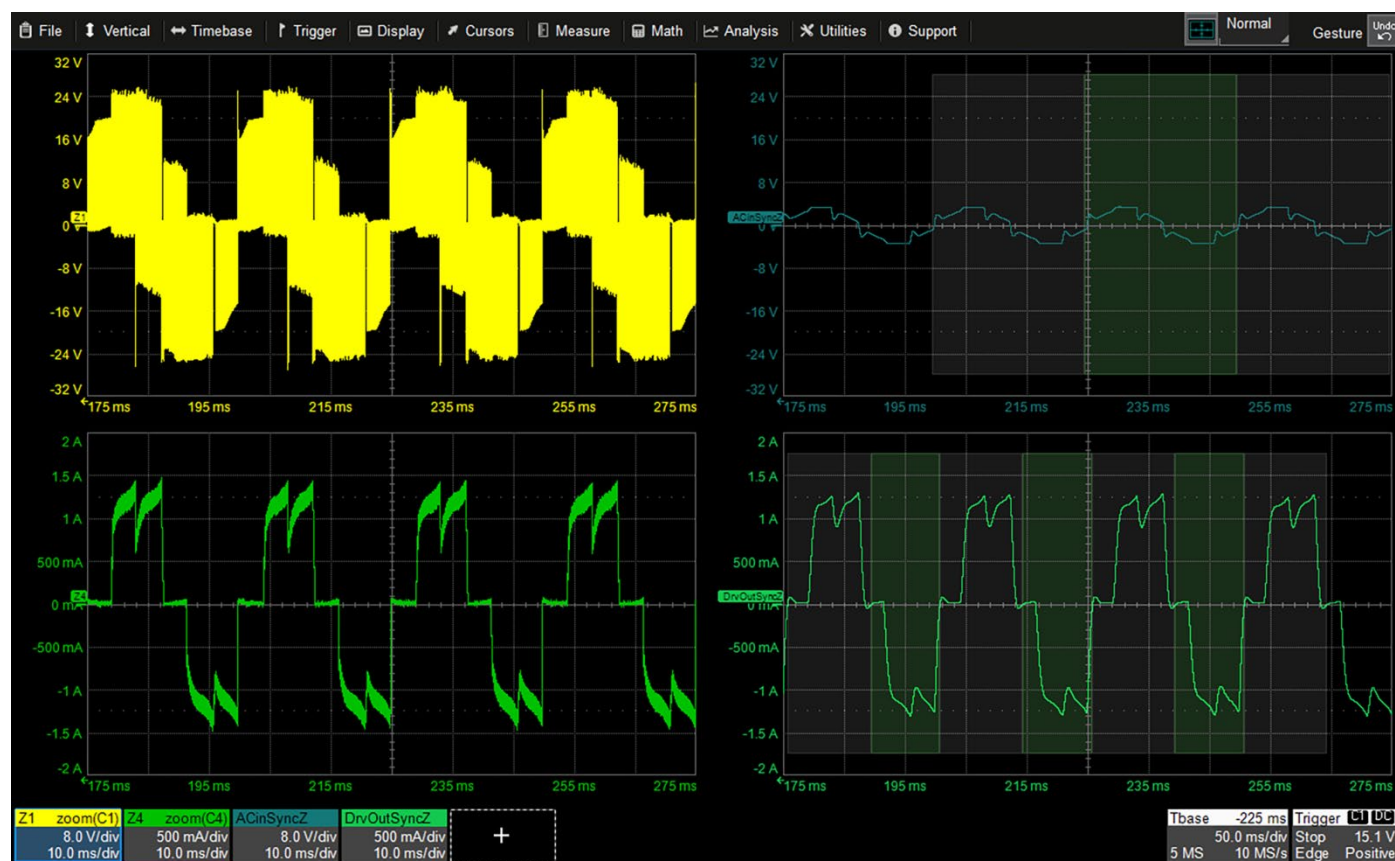 File Vertical Timebase Trigger Display Cursors Measure Math Analysis Utilities Support Normal Gesture Undo
32 V
24 V
16 V
8 V
Z1 0 V
-8 V
-16 V
-24 V
-32 V
175 ms 195 ms 215 ms 235 ms 255 ms 275 ms
32 V
24 V
16 V
8 V
ACinSyncZ 0 V
-8 V
-16 V
-24 V
-32 V
175 ms 195 ms 215 ms 235 ms 255 ms 275 ms
2 A
1.5 A
1 A
500 mA
Z4
0 mA
-500 mA
-1 A
-1.5 A
-2 A
175 ms 195 ms 215 ms 235 ms 255 ms 275 ms
2 A
1.5 A
1 A
500 mA
DrvOutSyncZ
0 mA
-500 mA
-1 A
-1.5 A
-2 A
175 ms 195 ms 215 ms 235 ms 255 ms 275 ms
Z1 zoom(C1) Z4 zoom(C4) ACinSyncZ DrvOutSyncZ Tbase -225 ms Trigger C1 DC
8.0 V/div 500 mA/div 8.0 V/div 500 mA/div + 50.0 ms/div Stop 15.1 V
10.0 ms/div 10.0 ms/div 10.0 ms/div 10.0 ms/div 5 MS 10 MS/s Edge Positive